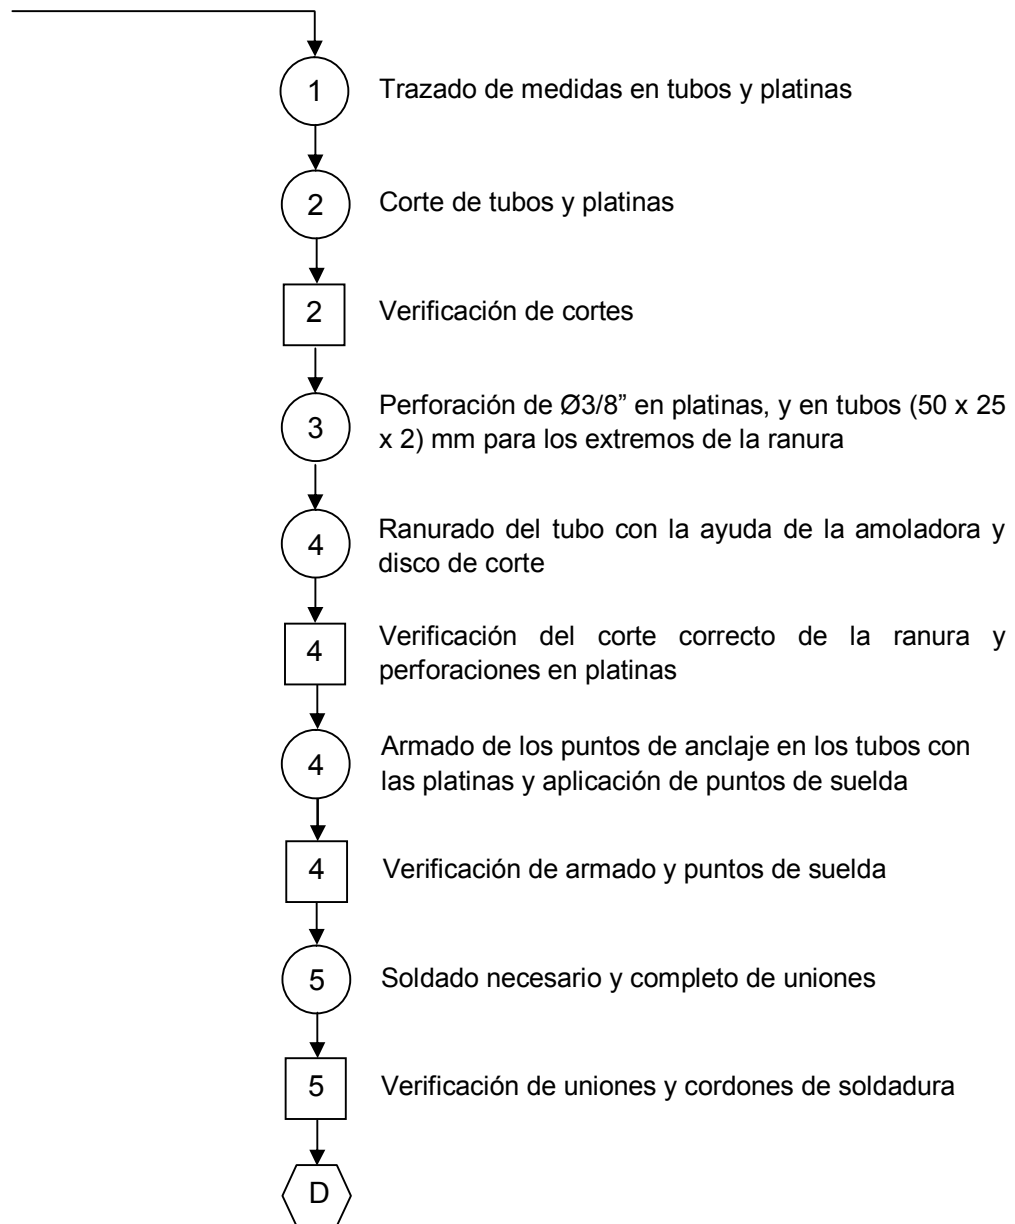 1
Trazado de medidas en tubos y platinas
2
Corte de tubos y platinas
2
Verificación de cortes
3
Perforación de Ø3/8” en platinas, y en tubos (50 x 25
x 2) mm para los extremos de la ranura
4
Ranurado del tubo con la ayuda de la amoladora y
disco de corte
4
Verificación del corte correcto de la ranura y
perforaciones en platinas
4
Armado de los puntos de anclaje en los tubos con
las platinas y aplicación de puntos de suelda
4
Verificación de armado y puntos de suelda
5
Soldado necesario y completo de uniones
5
Verificación de uniones y cordones de soldadura
D